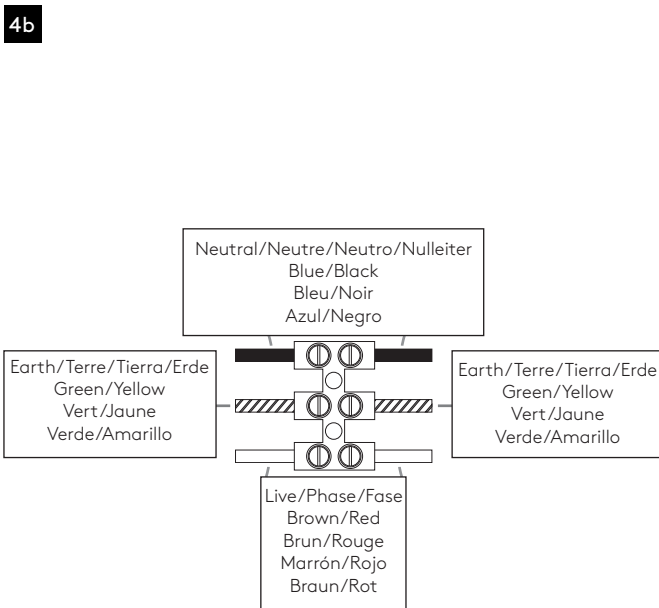 4b
Neutral/Neutre/Neutro/Nulleiter
Blue/Black
Bleu/Noir
Azul/Negro
Earth/Terre/Tierra/Erde
Green/Yellow
Vert/Jaune
Verde/Amarillo
Earth/Terre/Tierra/Erde
Green/Yellow
Vert/Jaune
Verde/Amarillo
Live/Phase/Fase
Brown/Red
Brun/Rouge
Marrón/Rojo
Braun/Rot